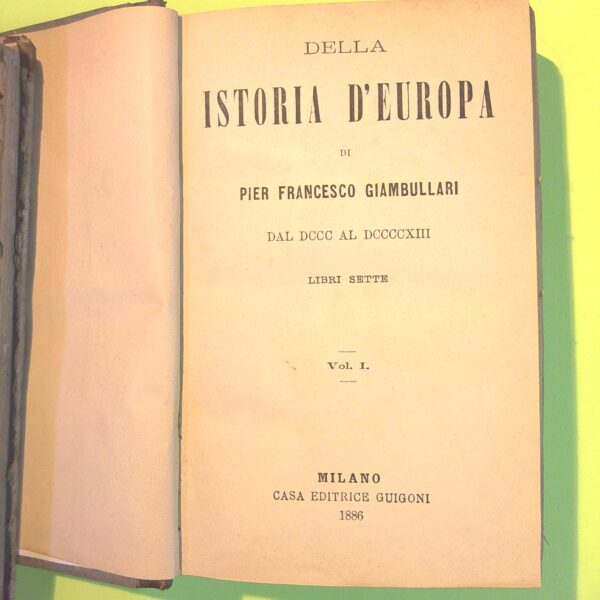 DELLA
ISTORIA D'EUROPA
DI
PIER FRANCESCO GIAMBULLARI
DAL DCCC AL DCCCCXIII
LIBRI SETTE
Vol. I.
MILANO
CASA EDITRICE GUIGONI
1886